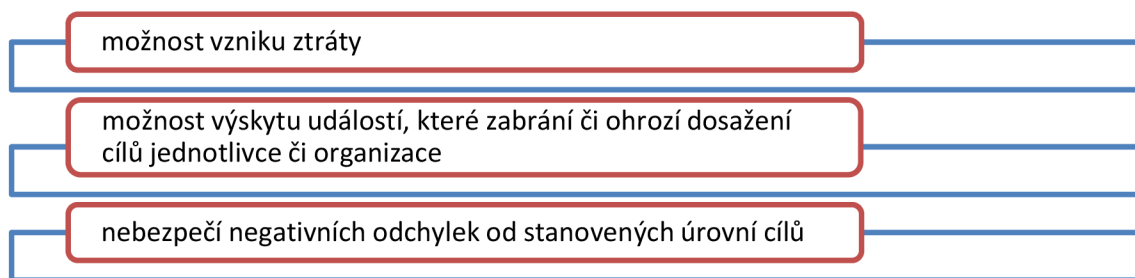 možnost vzniku ztráty
možnost výskytu událostí, které zabrání či ohrozí dosažení
cílů jednotlivce či organizace
nebezpečí negativních odchylek od stanovených úrovní cílů